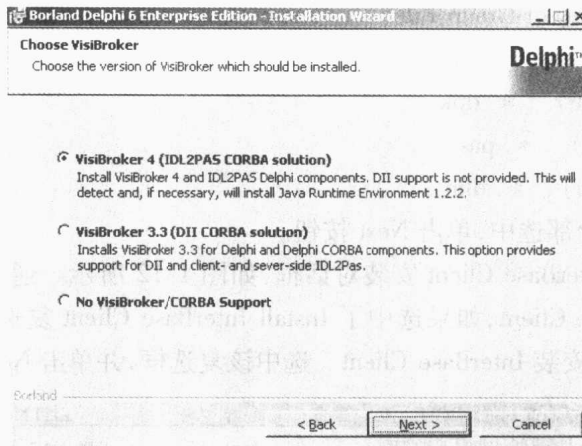 Borland Delphi 6 Enterprise Edition - Installation Wizard
Choose VisiBroker
Choose the version of VisiBroker which should be installed.
Delphi™
VisiBroker 4 (IDL2PAS CORBA solution)
Install VisiBroker 4 and IDL2PAS Delphi components. DII support is not provided. This will
detect and, if necessary, will install Java Runtime Environment 1.2.2.
VisiBroker 3.3 (DII CORBA solution)
Installs VisiBroker 3.3 for Delphi and Delphi CORBA components. This option provides
support for DII and client- and sever-side IDL2Pas.
No VisiBroker/CORBA Support
Borland
< Back
Next >
Cancel